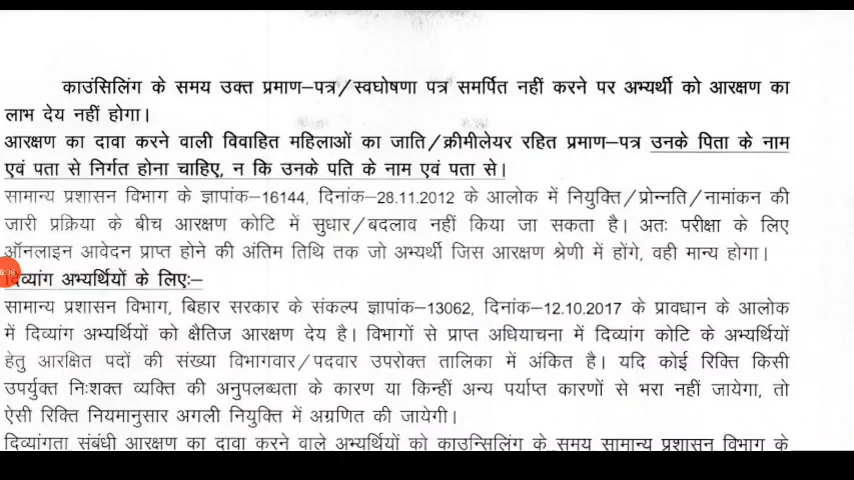 काउंसिलिंग के समय उक्त प्रमाण–पत्र/स्वघोषणा पत्र समर्पित नहीं करने पर अभ्यर्थी को आरक्षण का
लाभ देय नहीं होगा।
आरक्षण का दावा करने वाली विवाहित महिलाओं का जाति/क्रीमीलेयर रहित प्रमाण–पत्र उनके पिता के नाम
एवं पता से निर्गत होना चाहिए, न कि उनके पति के नाम एवं पता से।
सामान्य प्रशासन विभाग के ज्ञापांक–16144, दिनांक–28.11.2012 के आलोक में नियुक्ति/प्रोन्नति/नामांकन की
जारी प्रक्रिया के बीच आरक्षण कोटि में सुधार/बदलाव नहीं किया जा सकता है। अतः परीक्षा के लिए
ऑनलाइन आवेदन प्राप्त होने की अंतिम तिथि तक जो अभ्यर्थी जिस आरक्षण श्रेणी में होंगे, वही मान्य होगा।
दिव्यांग अभ्यर्थियों के लिएः–
सामान्य प्रशासन विभाग, बिहार सरकार के संकल्प ज्ञापांक–13062, दिनांक–12.10.2017 के प्रावधान के आलोक
में दिव्यांग अभ्यर्थियों को क्षैतिज आरक्षण देय है। विभागों से प्राप्त अधियाचना में दिव्यांग कोटि के अभ्यर्थियों
हेतु आरक्षित पदों की संख्या विभागवार/पदवार उपरोक्त तालिका में अंकित है। यदि कोई रिक्ति किसी
उपर्युक्त निःशक्त व्यक्ति की अनुपलब्धता के कारण या किन्हीं अन्य पर्याप्त कारणों से भरा नहीं जायेगा, तो
ऐसी रिक्ति नियमानुसार अगली नियुक्ति में अग्रणित की जायेगी।
दिव्यांगता संबंधी आरक्षण का दावा करने वाले अभ्यर्थियों को काउन्सिलिंग के समय सामान्य प्रशासन विभाग के